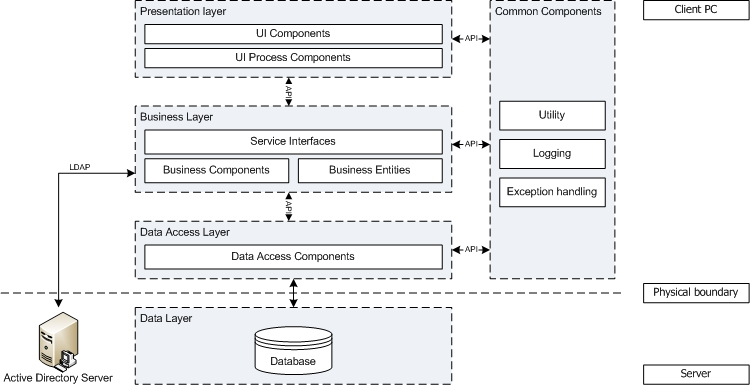 Presentation layer
Common Components
Client PC
UI Components
API
UI Process Components
API
Business Layer
Utility
Service Interfaces
API
Logging
LDAP
Business Components
Business Entities
Exception handling
API
Data Access Layer
API
Data Access Components
Physical boundary
Data Layer
Database
Active Directory Server
Server